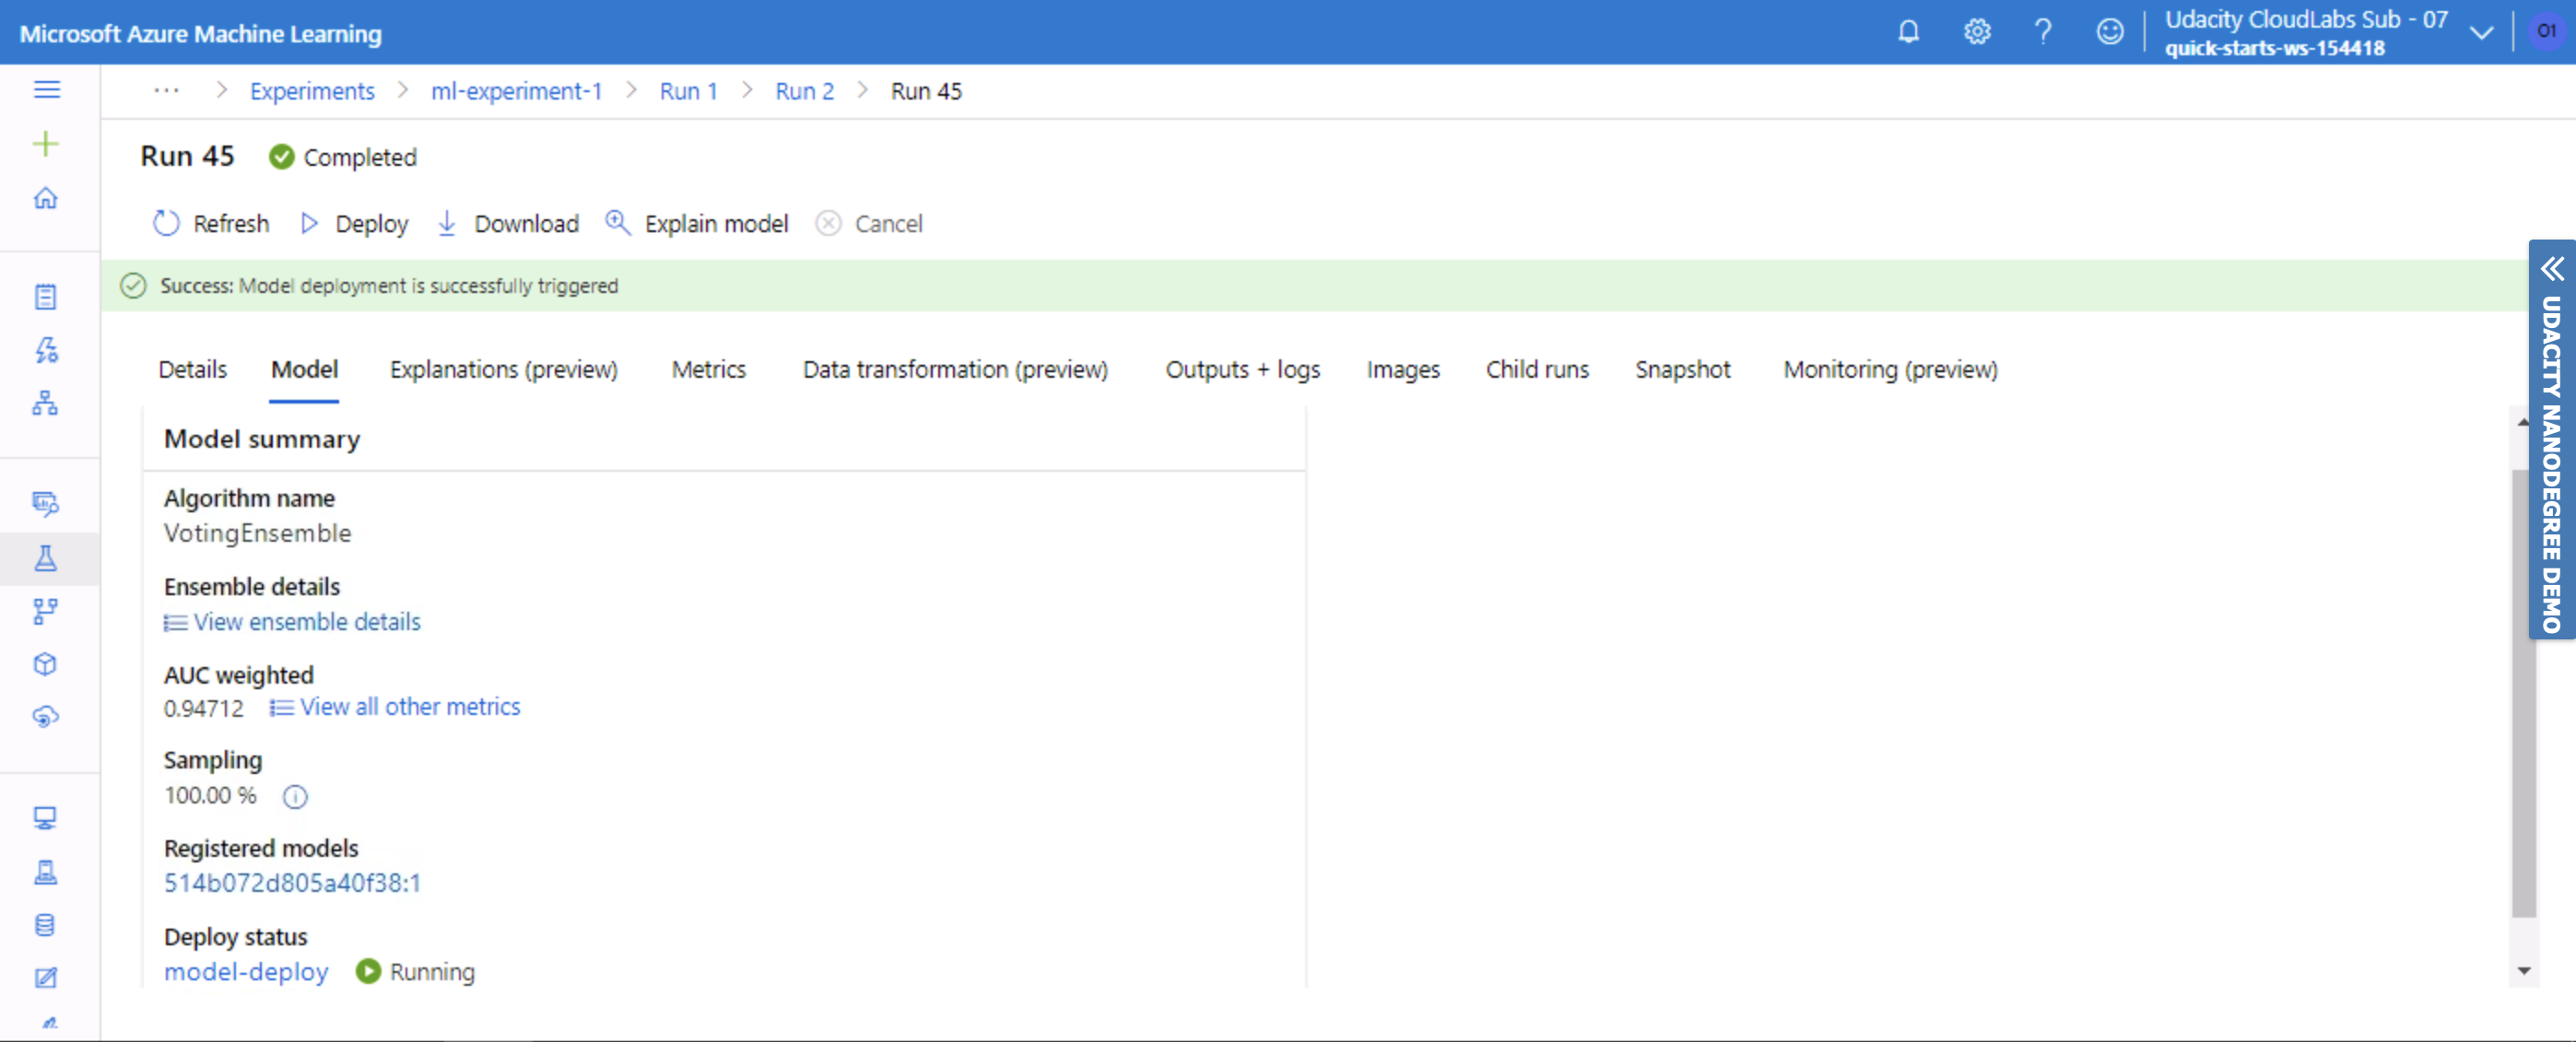 Microsoft Azure Machine Learning
Udacity CloudLabs Sub - 07
quick-starts-ws-154418
O1
··· > Experiments > ml-experiment-1 > Run 1 > Run 2 > Run 45
Run 45 Completed
Refresh Deploy Download Explain model Cancel
Success: Model deployment is successfully triggered
Details Model Explanations (preview) Metrics Data transformation (preview) Outputs + logs Images Child runs Snapshot Monitoring (preview)
UDACITY NANODEGREE DEMO
Model summary
Algorithm name
VotingEnsemble
Ensemble details
View ensemble details
AUC weighted
0.94712 View all other metrics
Sampling
100.00 %
Registered models
514b072d805a40f38:1
Deploy status
model-deploy Running